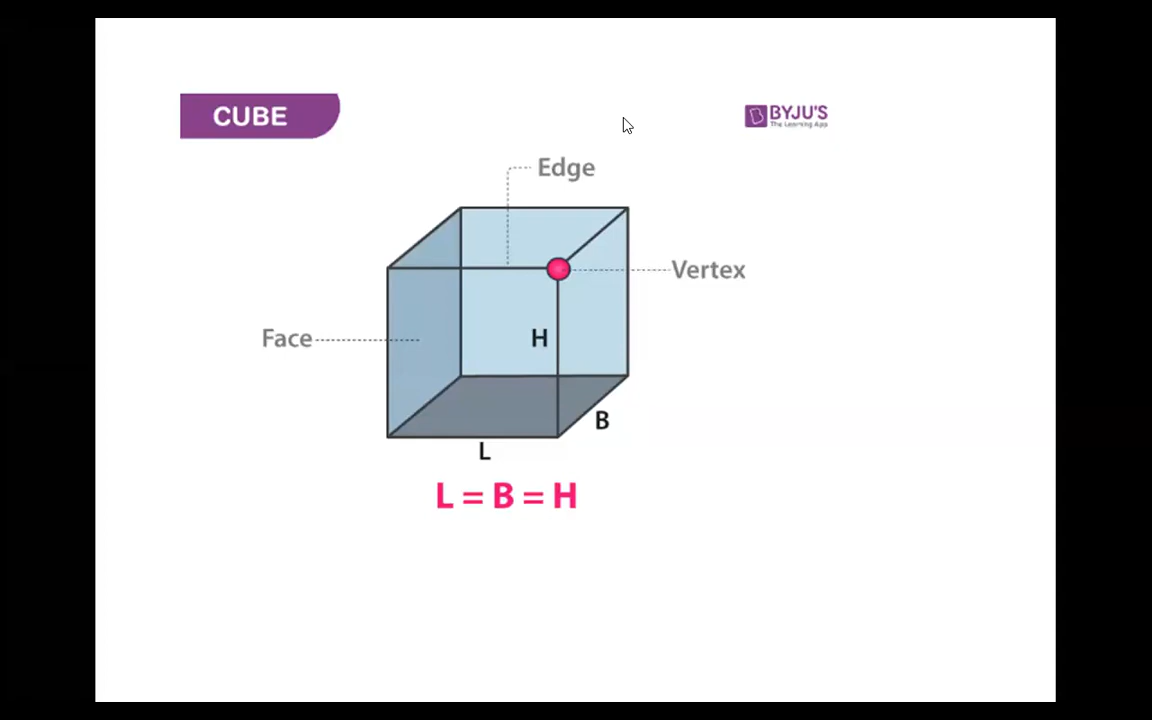 CUBE
BYJU'S
The Learning App
Edge
Vertex
Face
H
B
L
L = B = H